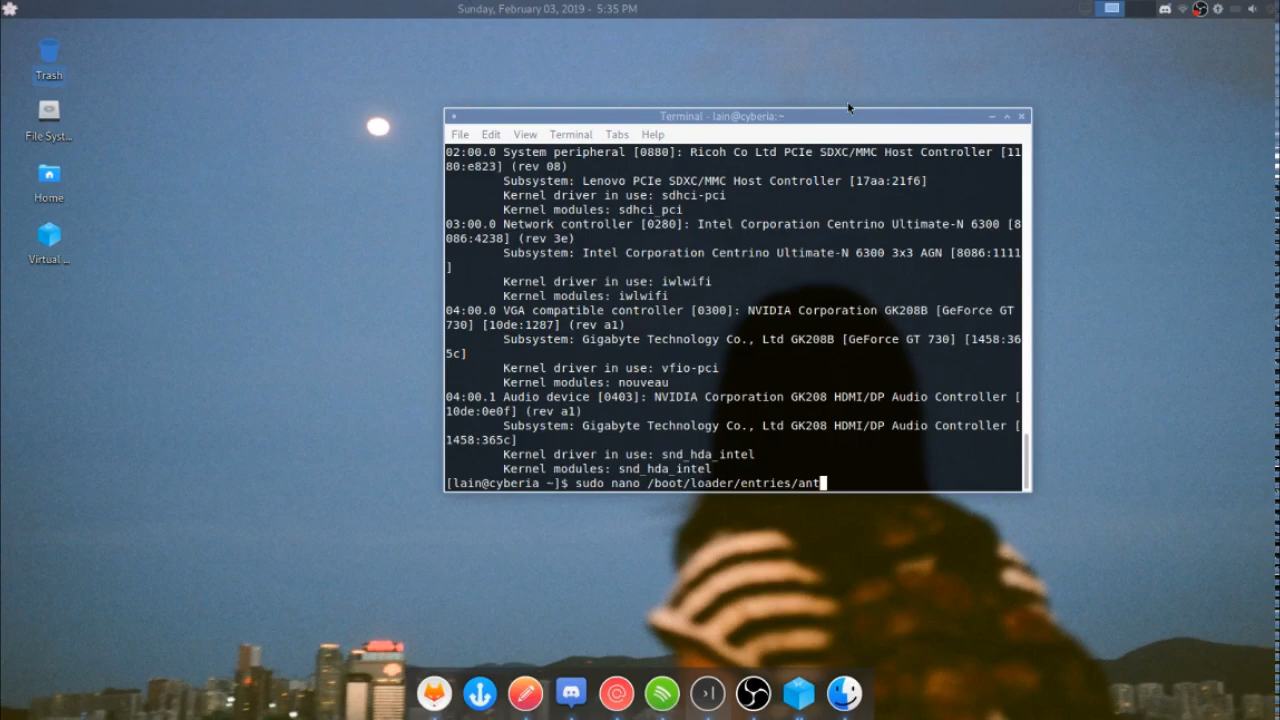 Sunday, February 03, 2019 - 5:35 PM
Trash
File Syst...
Home
Virtual ...
Terminal - lain@cyberia:~
File Edit View Terminal Tabs Help
02:00.0 System peripheral [0880]: Ricoh Co Ltd PCIe SDXC/MMC Host Controller [11
80:e823] (rev 08)
Subsystem: Lenovo PCIe SDXC/MMC Host Controller [17aa:21f6]
Kernel driver in use: sdhci-pci
Kernel modules: sdhci_pci
03:00.0 Network controller [0280]: Intel Corporation Centrino Ultimate-N 6300 [8
086:4238] (rev 3e)
Subsystem: Intel Corporation Centrino Ultimate-N 6300 3x3 AGN [8086:1111
]
Kernel driver in use: iwlwifi
Kernel modules: iwlwifi
04:00.0 VGA compatible controller [0300]: NVIDIA Corporation GK208B [GeForce GT
730] [10de:1287] (rev a1)
Subsystem: Gigabyte Technology Co., Ltd GK208B [GeForce GT 730] [1458:36
5c]
Kernel driver in use: vfio-pci
Kernel modules: nouveau
04:00.1 Audio device [0403]: NVIDIA Corporation GK208 HDMI/DP Audio Controller [
10de:0e0f] (rev a1)
Subsystem: Gigabyte Technology Co., Ltd GK208 HDMI/DP Audio Controller [
1458:365c]
Kernel driver in use: snd_hda_intel
Kernel modules: snd_hda_intel
[lain@cyberia ~]$ sudo nano /boot/loader/entries/ant